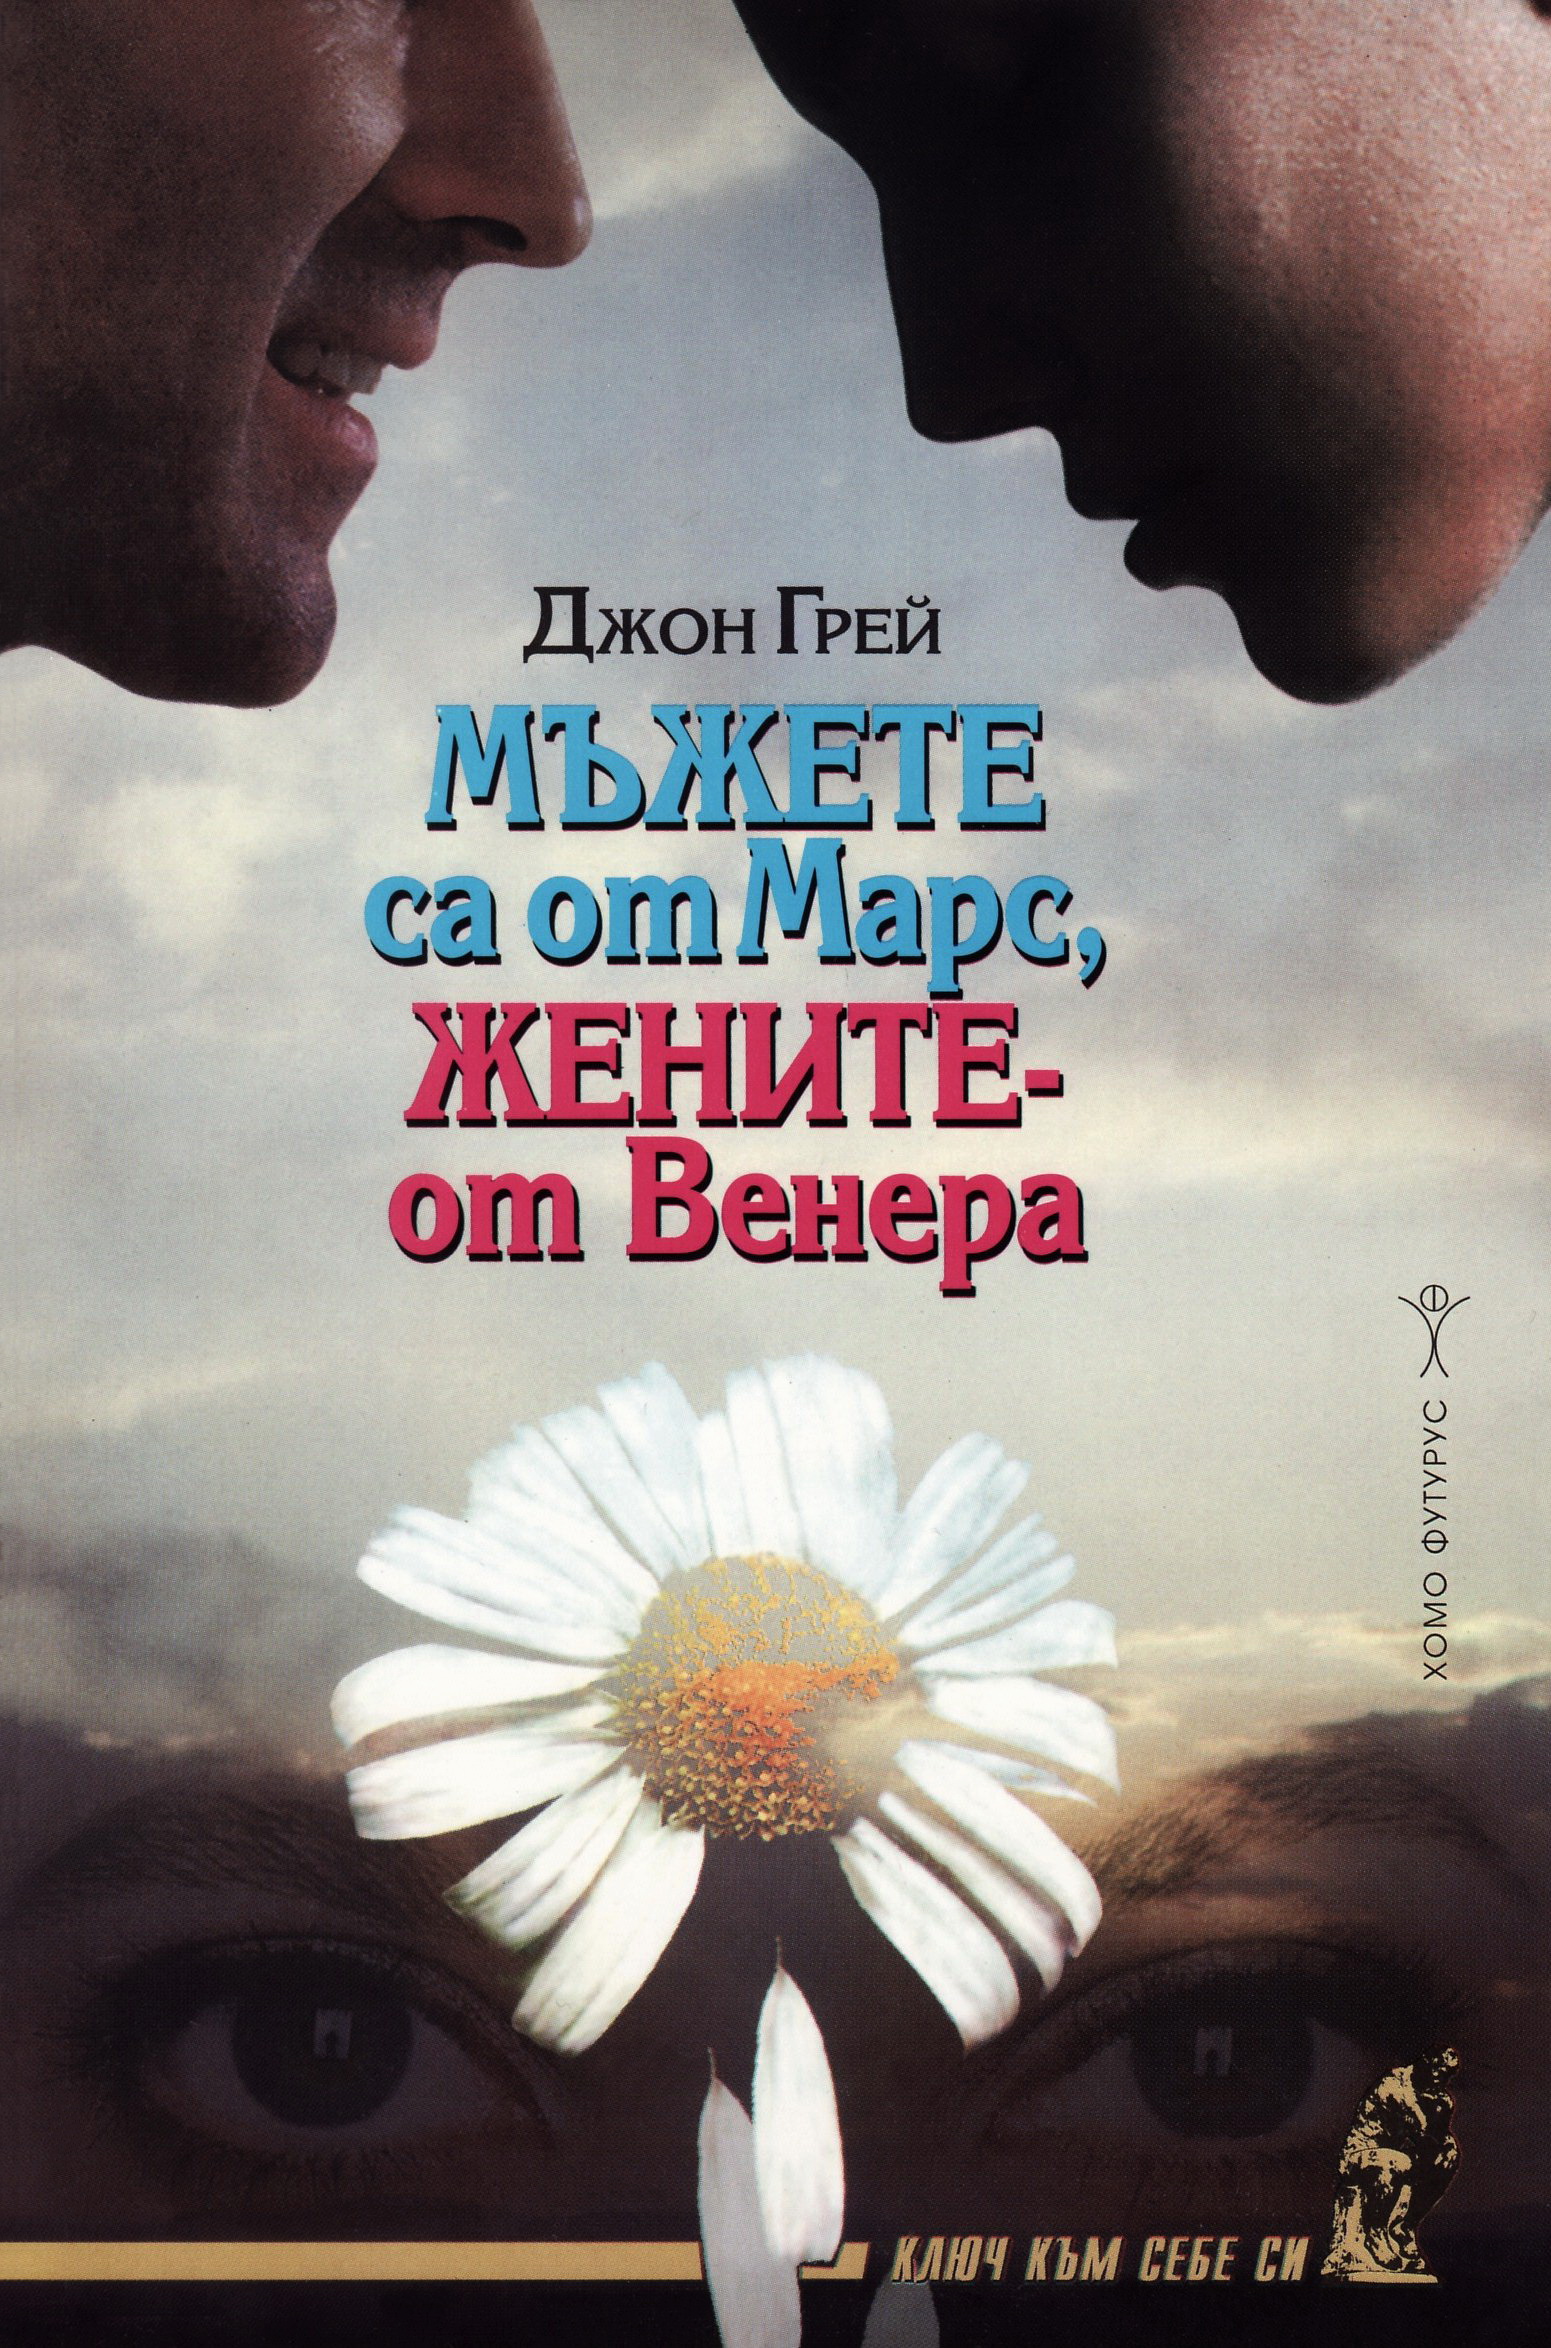 Джон Грей
МЪЖЕТЕ
са от Марс,
ЖЕНИТЕ-
от Венера
ХОМО ФУТУРУС
КЛЮЧ КЪМ СЕБЕ СИ